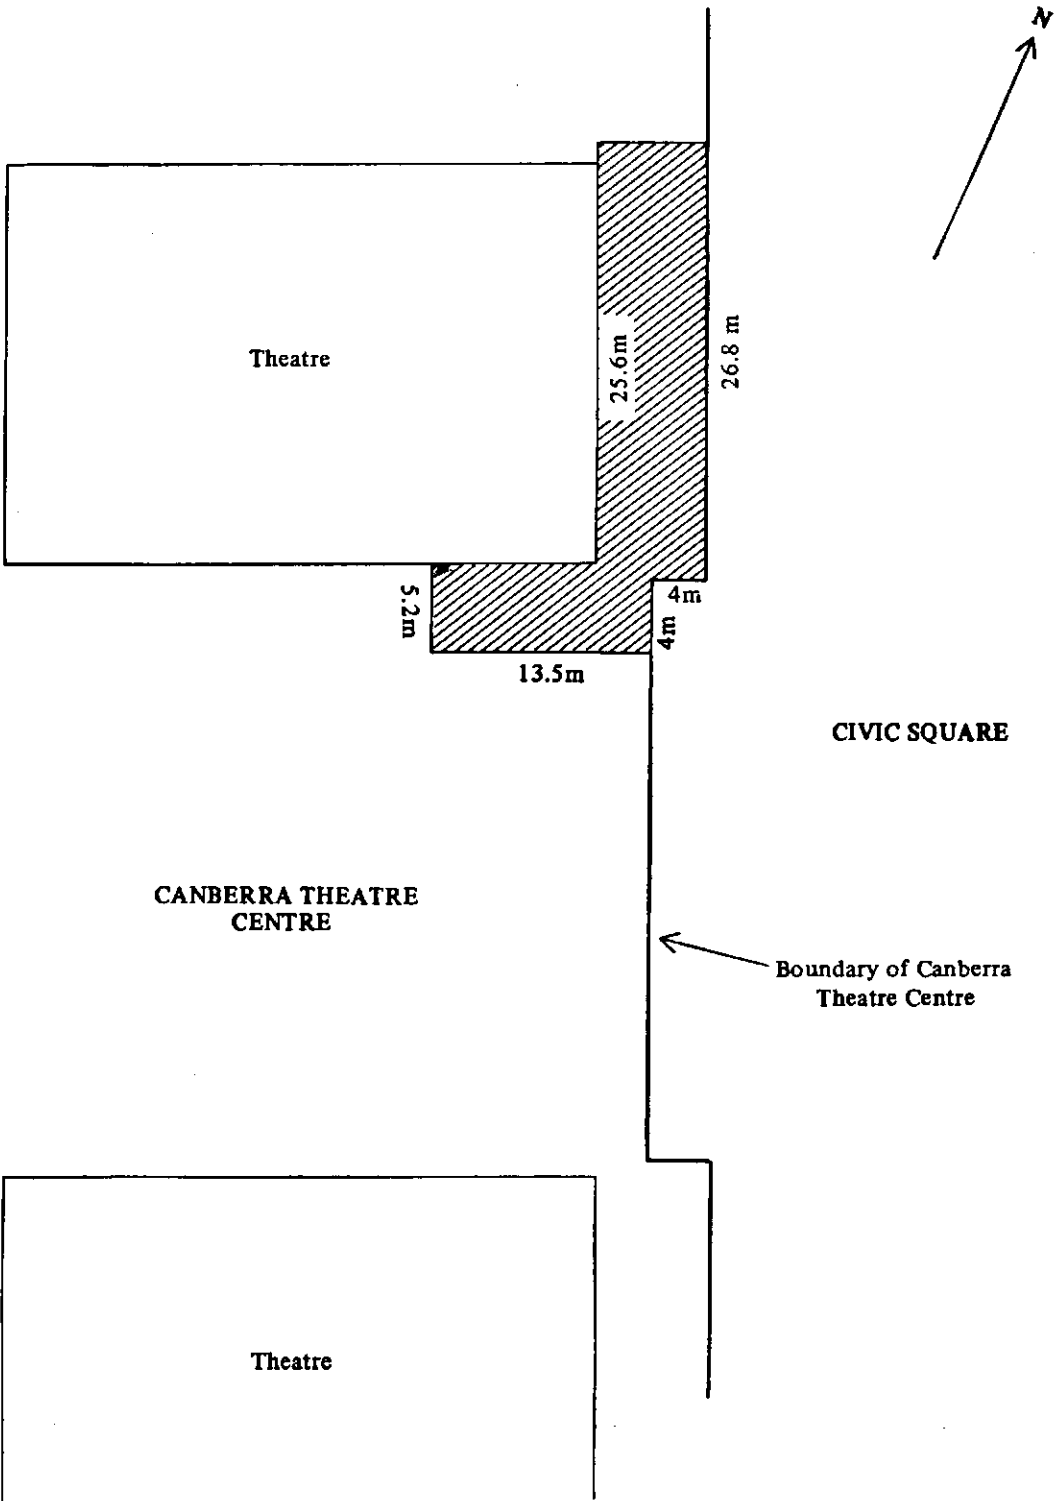 N
Theatre
25.6m
26.8 m
5.2m
4m
4m
13.5m
CIVIC SQUARE
CANBERRA THEATRE
CENTRE
Boundary of Canberra
Theatre Centre
Theatre